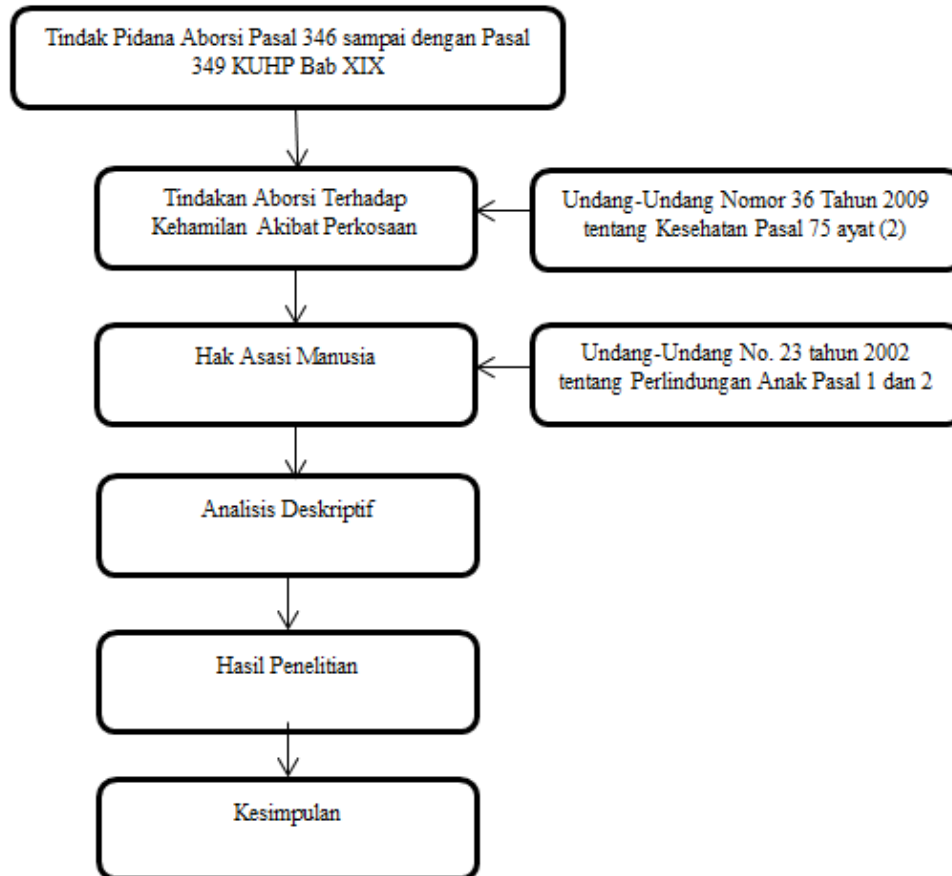 Tindak Pidana Aborsi Pasal 346 sampai dengan Pasal
349 KUHP Bab XIX
Tindakan Aborsi Terhadap
Kehamilan Akibat Perkosaan
Undang-Undang Nomor 36 Tahun 2009
tentang Kesehatan Pasal 75 ayat (2)
Hak Asasi Manusia
Undang-Undang No. 23 tahun 2002
tentang Perlindungan Anak Pasal 1 dan 2
Analisis Deskriptif
Hasil Penelitian
Kesimpulan